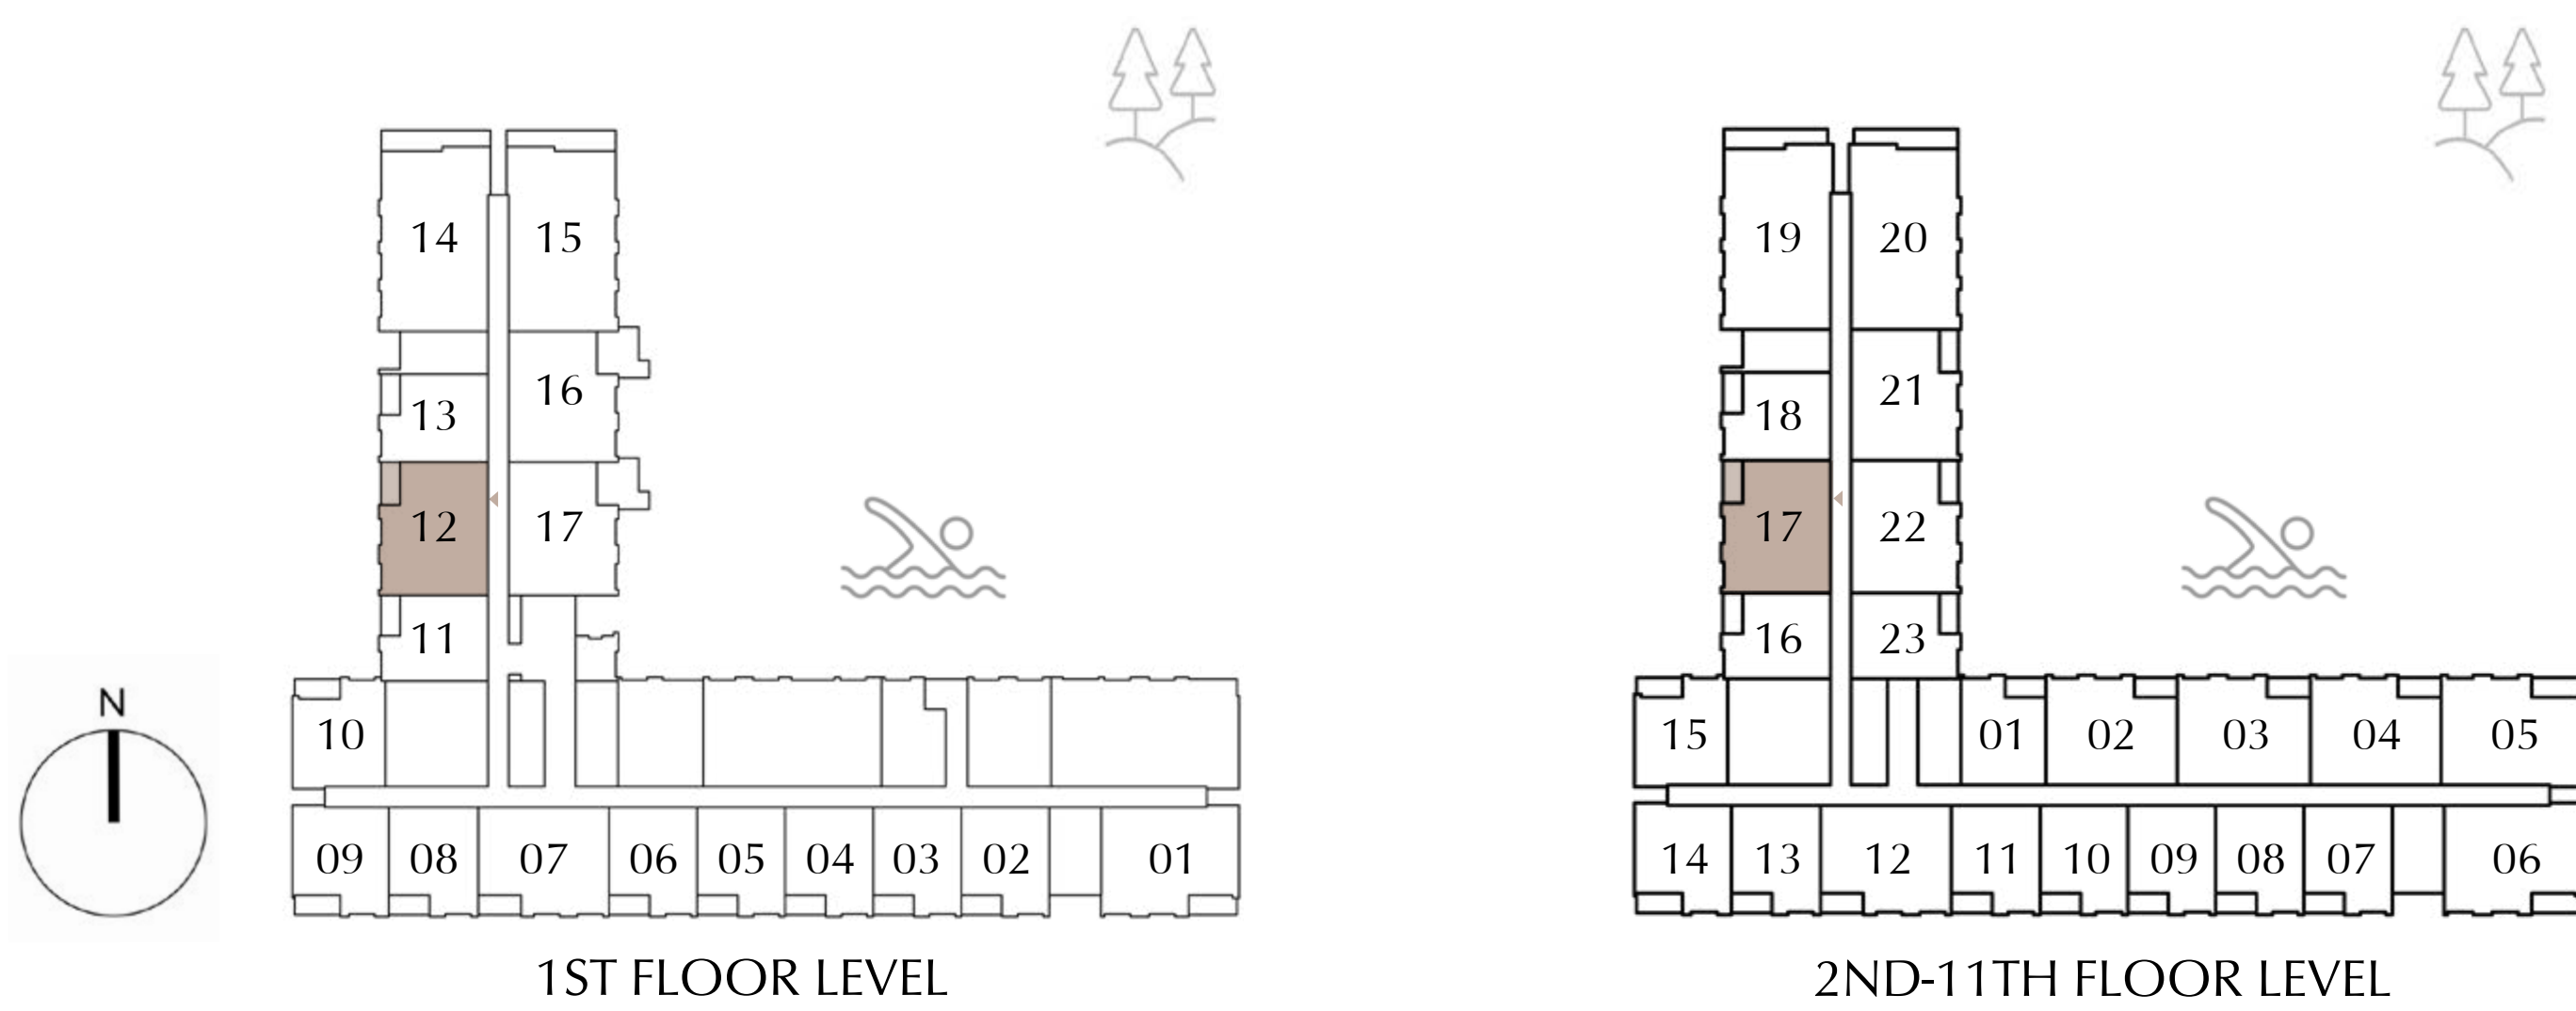 14 15 19 20
16 21
13 18
12 17 17 22
11 16 23
N
10 15 01 02 03 04 05
09 08 07 06 05 04 03 02 01 14 13 12 11 10 09 08 07 06
1ST FLOOR LEVEL
2ND-11TH FLOOR LEVEL